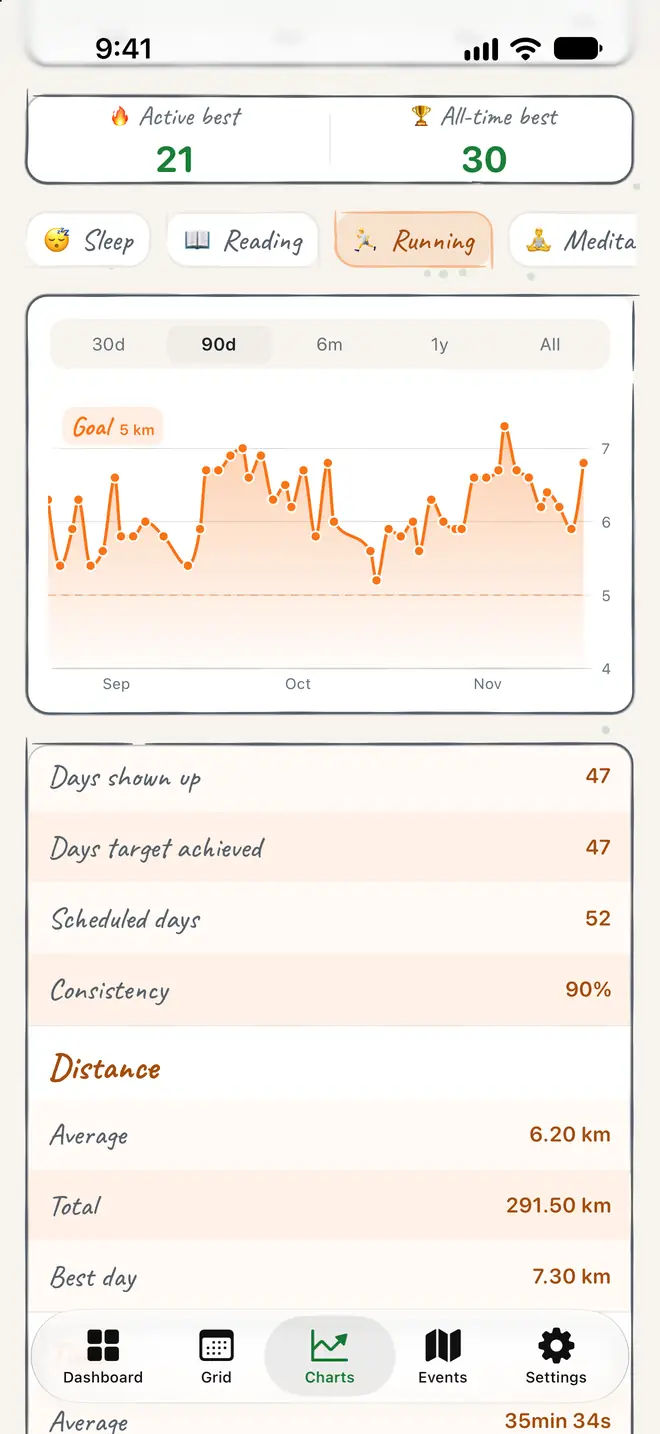 9:41
🔥 Active best
🏆 All-time best
21
30
😴 Sleep
📖 Reading
🏃 Running
🧘 Medita
30d 90d 6m 1y All
Goal 5 km
7
6
5
4
Sep Oct Nov
Days shown up 47
Days target achieved 47
Scheduled days 52
Consistency 90%
Distance
Average 6.20 km
Total 291.50 km
Best day 7.30 km
Dashboard Grid Charts Events Settings
Average 35min 34s